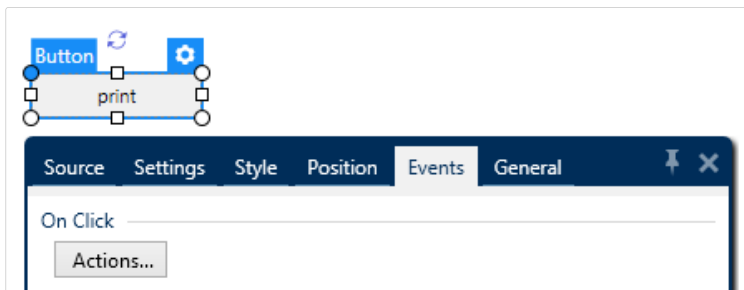 Button
print
Source Settings Style Position Events General
On Click
Actions...